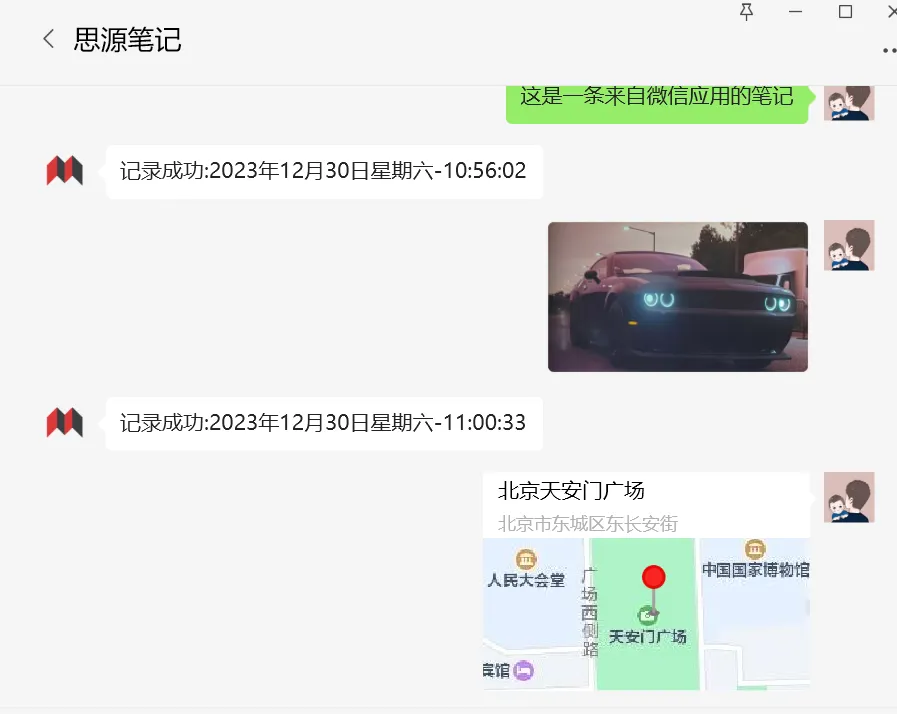 思源笔记
这是一条来自微信应用的笔记
记录成功:2023年12月30日星期六-10:56:02
记录成功:2023年12月30日星期六-11:00:33
北京天安门广场
北京市东城区东长安街
人民大会堂
广场西侧路
中国国家博物馆
天安门广场
宾馆